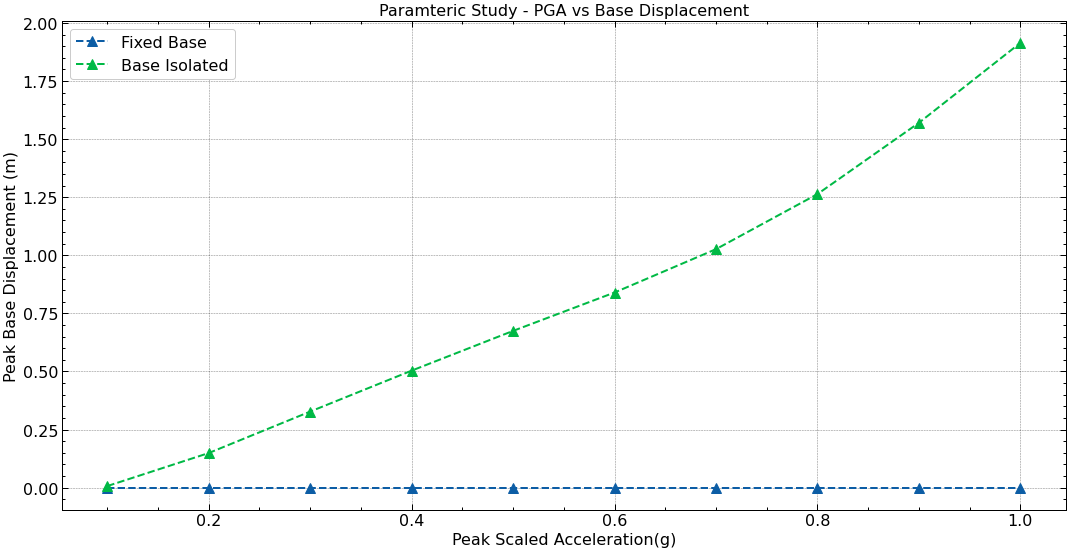 Paramteric Study - PGA vs Base Displacement
Fixed Base
Base Isolated
Peak Base Displacement (m)
2.00
1.75
1.50
1.25
1.00
0.75
0.50
0.25
0.00
0.2 0.4 0.6 0.8 1.0
Peak Scaled Acceleration(g)